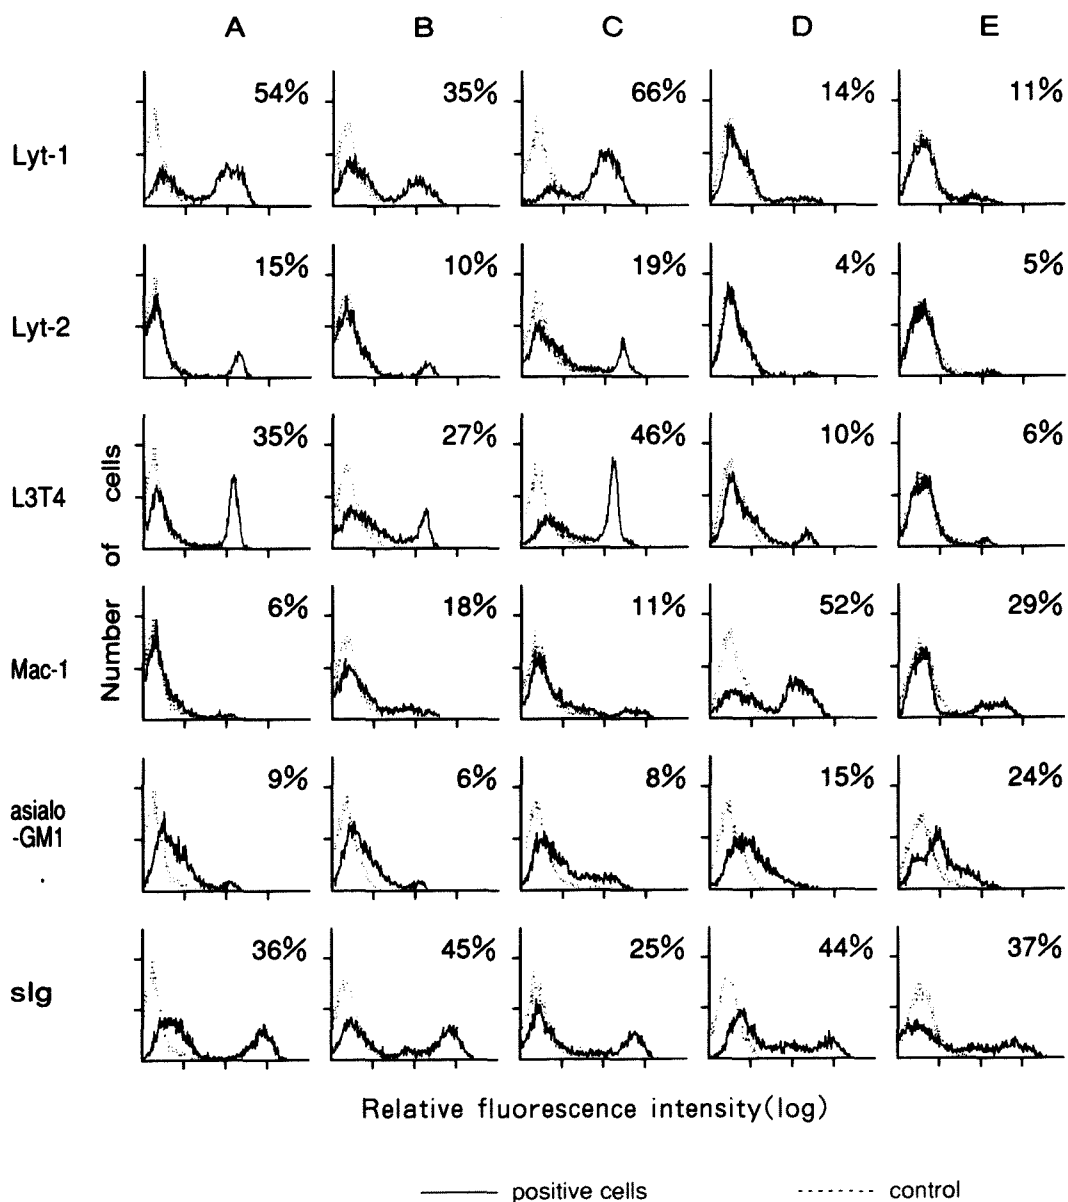 A B C D E
Lyt-1 54% 35% 66% 14% 11%
Lyt-2 15% 10% 19% 4% 5%
L3T4 35% 27% 46% 10% 6%
Mac-1 6% 18% 11% 52% 29%
asialo
-GM1 9% 6% 8% 15% 24%
sIg 36% 45% 25% 44% 37%
Number of cells
Relative fluorescence intensity(log)
positive cells control